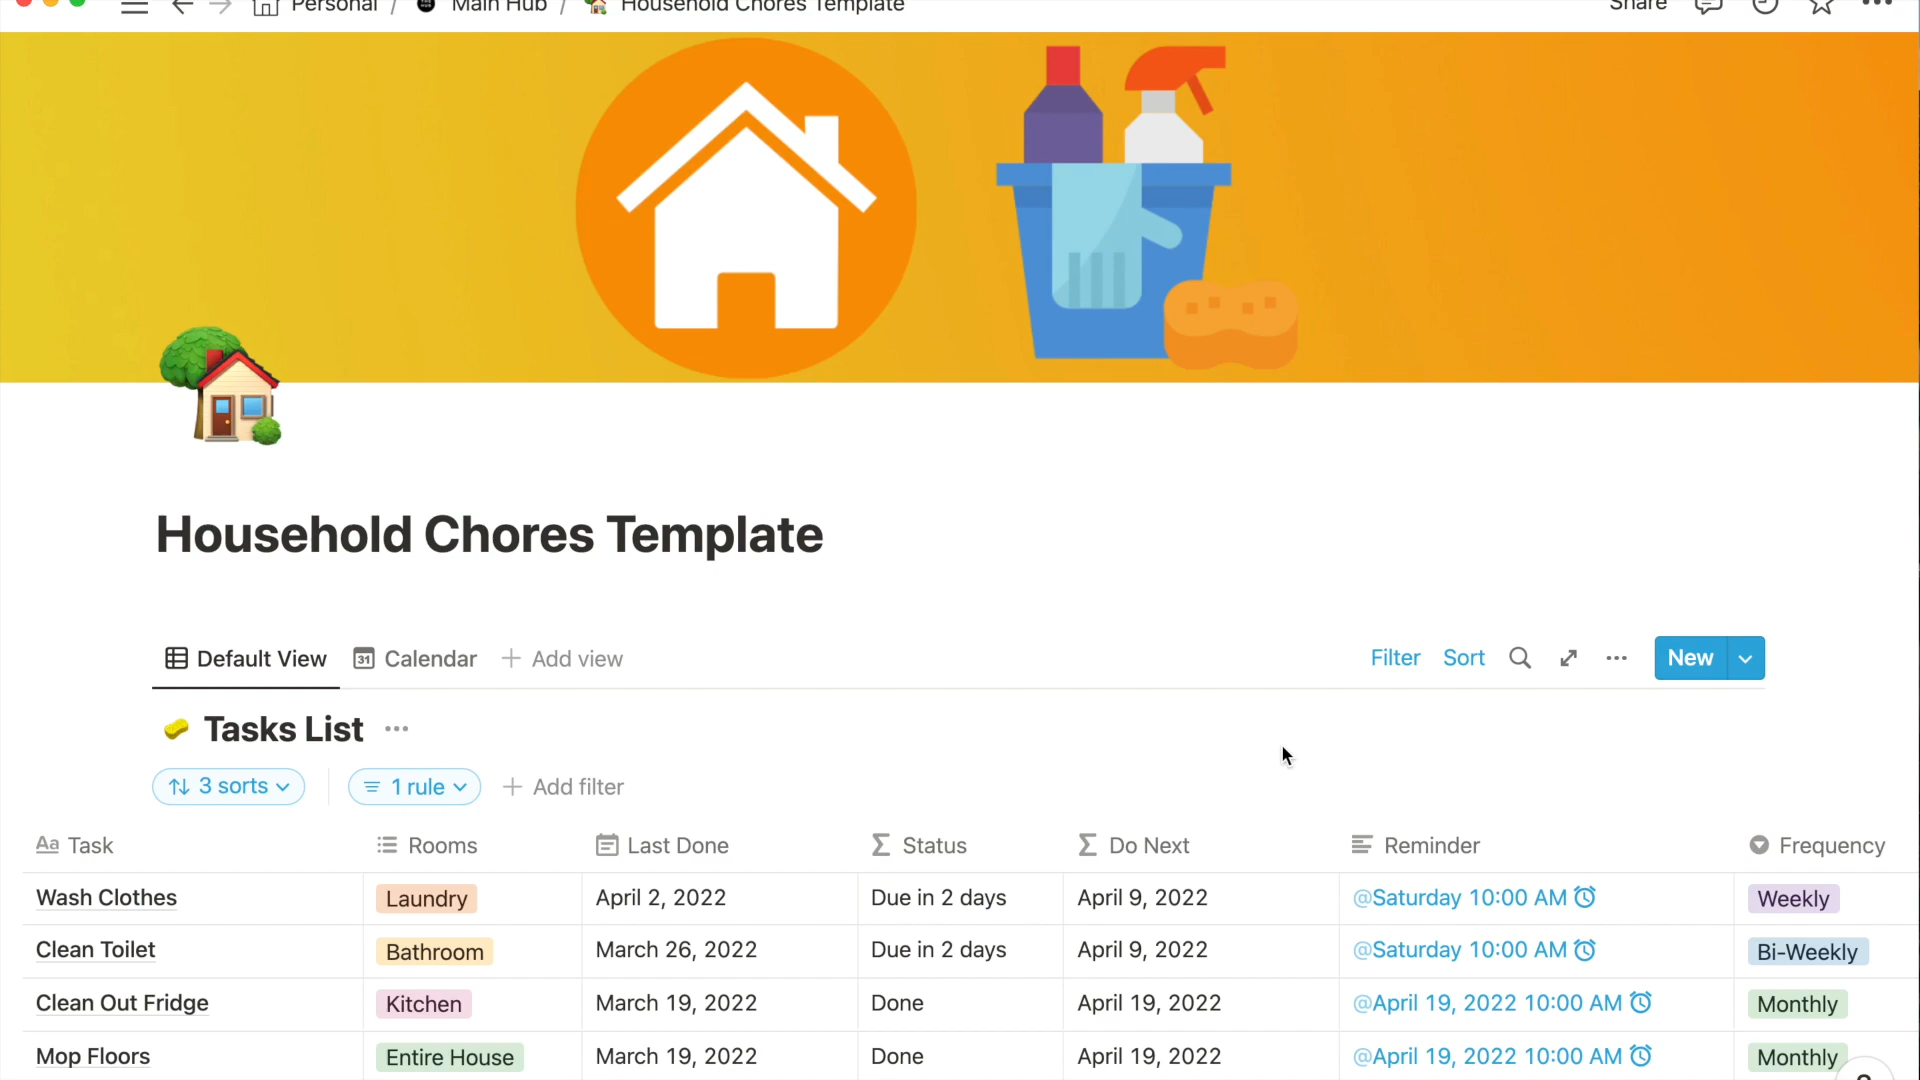 Personal / Main Hub / Household Chores Template Share
Household Chores Template
31 Default View Calendar + Add view Filter Sort New
Tasks List ...
3 sorts 1 rule + Add filter
Aa Task Rooms Last Done Σ Status Σ Do Next Reminder Frequency
Wash Clothes Laundry April 2, 2022 Due in 2 days April 9, 2022 @Saturday 10:00 AM Weekly
Clean Toilet Bathroom March 26, 2022 Due in 2 days April 9, 2022 @Saturday 10:00 AM Bi-Weekly
Clean Out Fridge Kitchen March 19, 2022 Done April 19, 2022 @April 19, 2022 10:00 AM Monthly
Mop Floors Entire House March 19, 2022 Done April 19, 2022 @April 19, 2022 10:00 AM Monthly